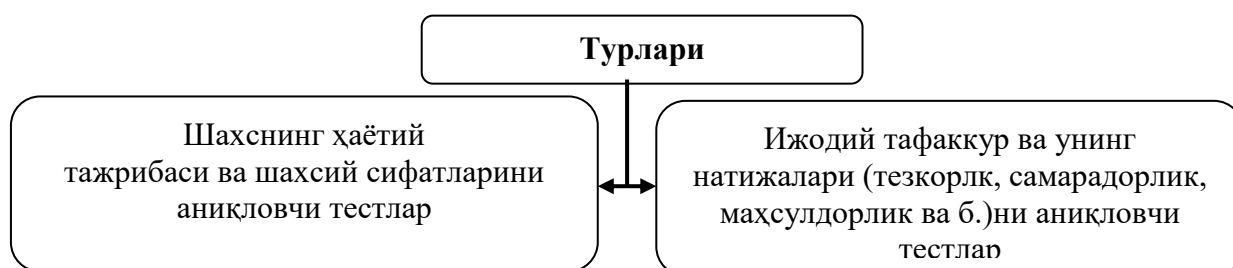 Турлари
Шахснинг ҳаётий
тажрибаси ва шахсий сифатларини
аниқловчи тестлар
Ижодий тафаккур ва унинг
натижалари (тезкорлк, самарадорлик,
маҳсулдорлик ва б.)ни аниқловчи
тестлар